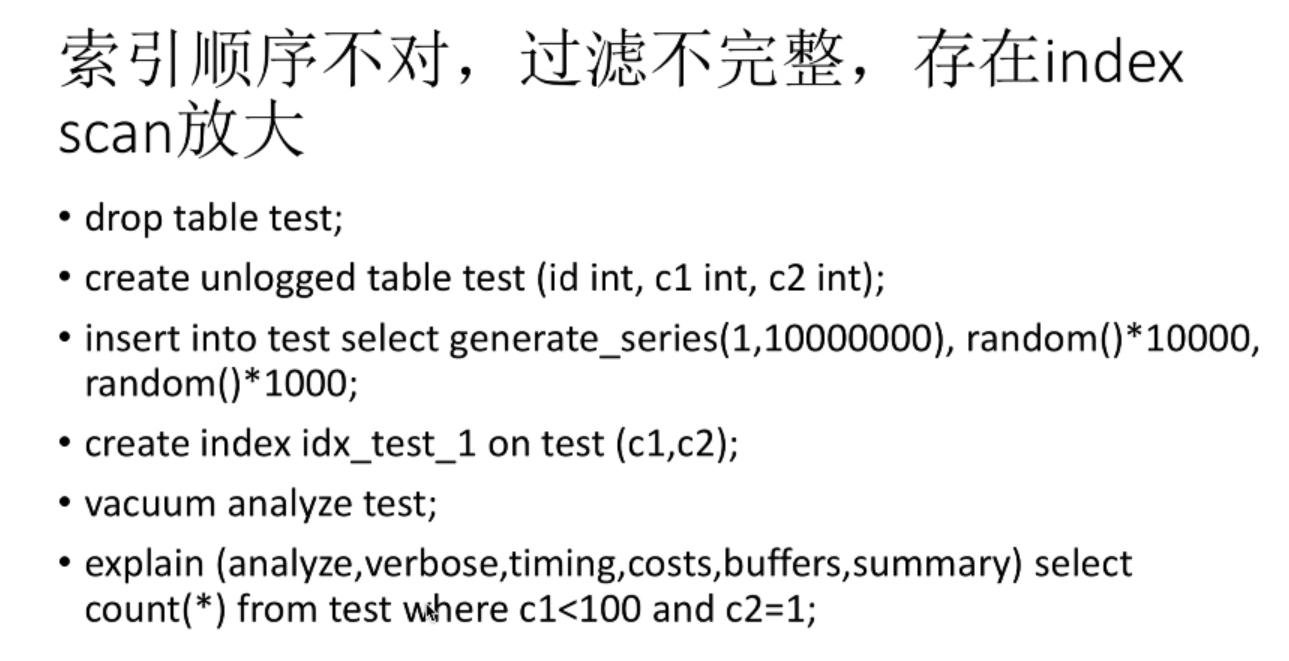 索引顺序不对，过滤不完整，存在index
scan放大
• drop table test;
• create unlogged table test (id int, c1 int, c2 int);
• insert into test select generate_series(1,10000000), random()*10000,
random()*1000;
• create index idx_test_1 on test (c1,c2);
• vacuum analyze test;
• explain (analyze,verbose,timing,costs,buffers,summary) select
count(*) from test where c1<100 and c2=1;